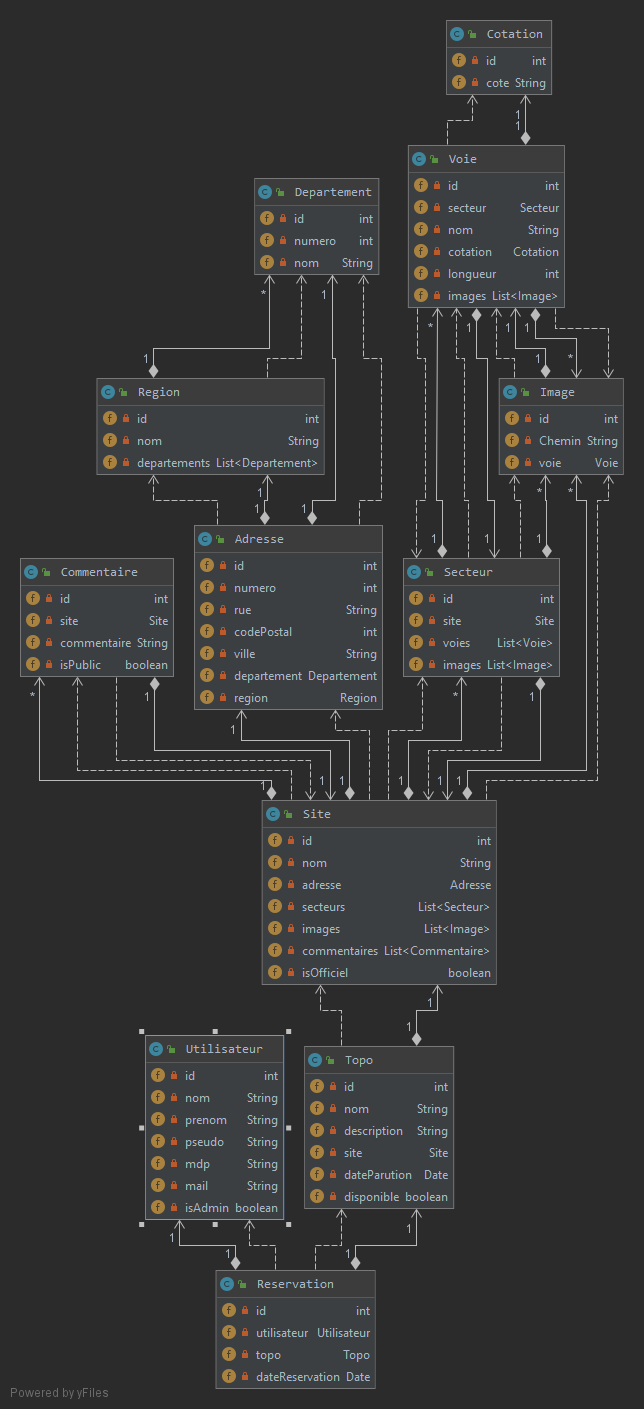 Cotation
id int
cote String
1
1
Voie
id int
secteur Secteur
nom String
cotation Cotation
longueur int
images List<Image>
Departement
id int
numero int
nom String
* 1
* 1 1 1
1 1 *
Region
id int
nom String
departements List<Departement>
Image
id int
Chemin String
voie Voie
1
1 1
* *
1 1 1
Adresse
id int
numero int
rue String
codePostal int
ville String
departement Departement
region Region
Commentaire
id int
site Site
commentaire String
isPublic boolean
Secteur
id int
site Site
voies List<Voie>
images List<Image>
* 1 * 1
1
1 1 1 1 1 1
Site
id int
nom String
adresse Adresse
secteurs List<Secteur>
images List<Image>
commentaires List<Commentaire>
isOfficiel boolean
1
1
Utilisateur
id int
nom String
prenom String
pseudo String
mdp String
mail String
isAdmin boolean
Topo
id int
nom String
description String
site Site
dateParution Date
disponible boolean
1 1
1 1
Reservation
id int
utilisateur Utilisateur
topo Topo
dateReservation Date
Powered by yFiles